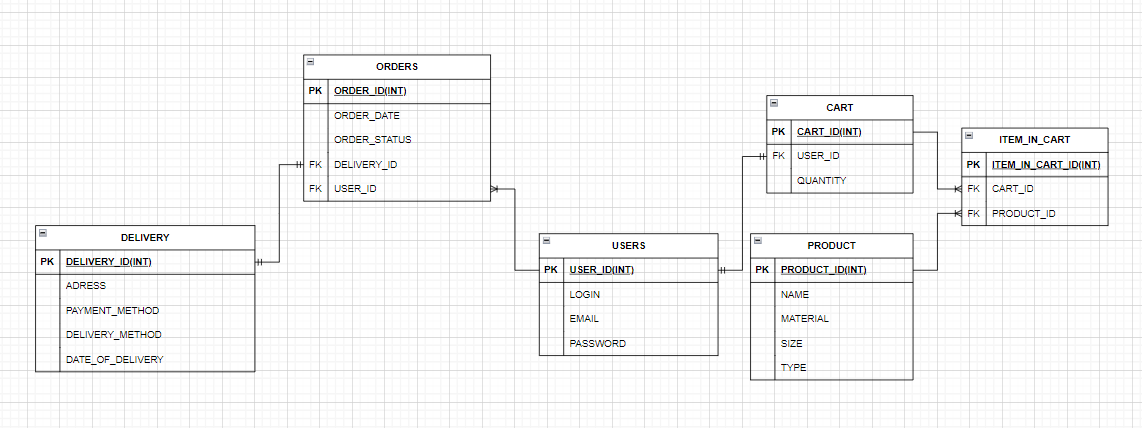 ORDERS
PK ORDER_ID(INT)
ORDER_DATE
ORDER_STATUS
FK DELIVERY_ID
FK USER_ID
DELIVERY
PK DELIVERY_ID(INT)
ADRESS
PAYMENT_METHOD
DELIVERY_METHOD
DATE_OF_DELIVERY
USERS
PK USER_ID(INT)
LOGIN
EMAIL
PASSWORD
CART
PK CART_ID(INT)
FK USER_ID
QUANTITY
PRODUCT
PK PRODUCT_ID(INT)
NAME
MATERIAL
SIZE
TYPE
ITEM_IN_CART
PK ITEM_IN_CART_ID(INT)
FK CART_ID
FK PRODUCT_ID